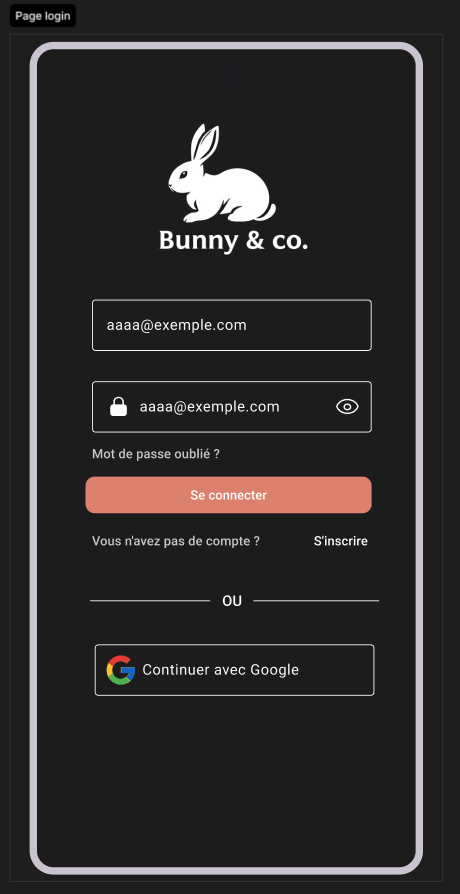 Page login
Bunny & co.
aaaa@exemple.com
aaaa@exemple.com
Mot de passe oublié ?
Se connecter
Vous n'avez pas de compte ? S'inscrire
OU
Continuer avec Google